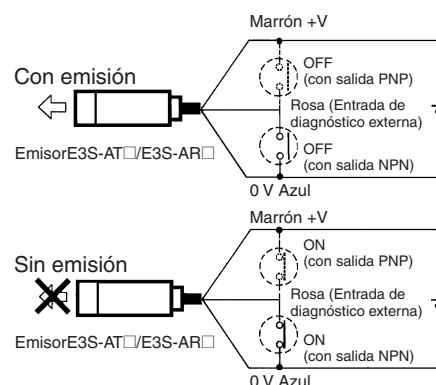 Marrón +V
Con emisión
OFF
(con salida PNP)
Rosa (Entrada de
diagnóstico externa)
OFF
(con salida NPN)
EmisorE3S-AT□/E3S-AR□
0 V Azul
Marrón +V
Sin emisión
ON
(con salida PNP)
Rosa (Entrada de
diagnóstico externa)
ON
(con salida NPN)
EmisorE3S-AT□/E3S-AR□
0 V Azul